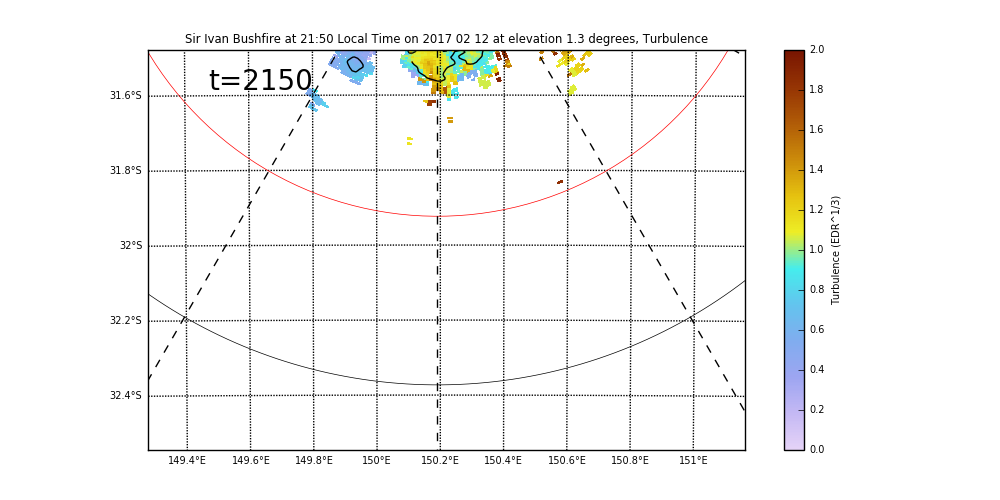 Sir Ivan Bushfire at 21:50 Local Time on 2017 02 12 at elevation 1.3 degrees, Turbulence
t=2150
31.6°S
31.8°S
32°S
32.2°S
32.4°S
149.4°E 149.6°E 149.8°E 150°E 150.2°E 150.4°E 150.6°E 150.8°E 151°E
2.0
1.8
1.6
1.4
1.2
1.0
0.8
0.6
0.4
0.2
0.0
Turbulence (EDR^1/3)